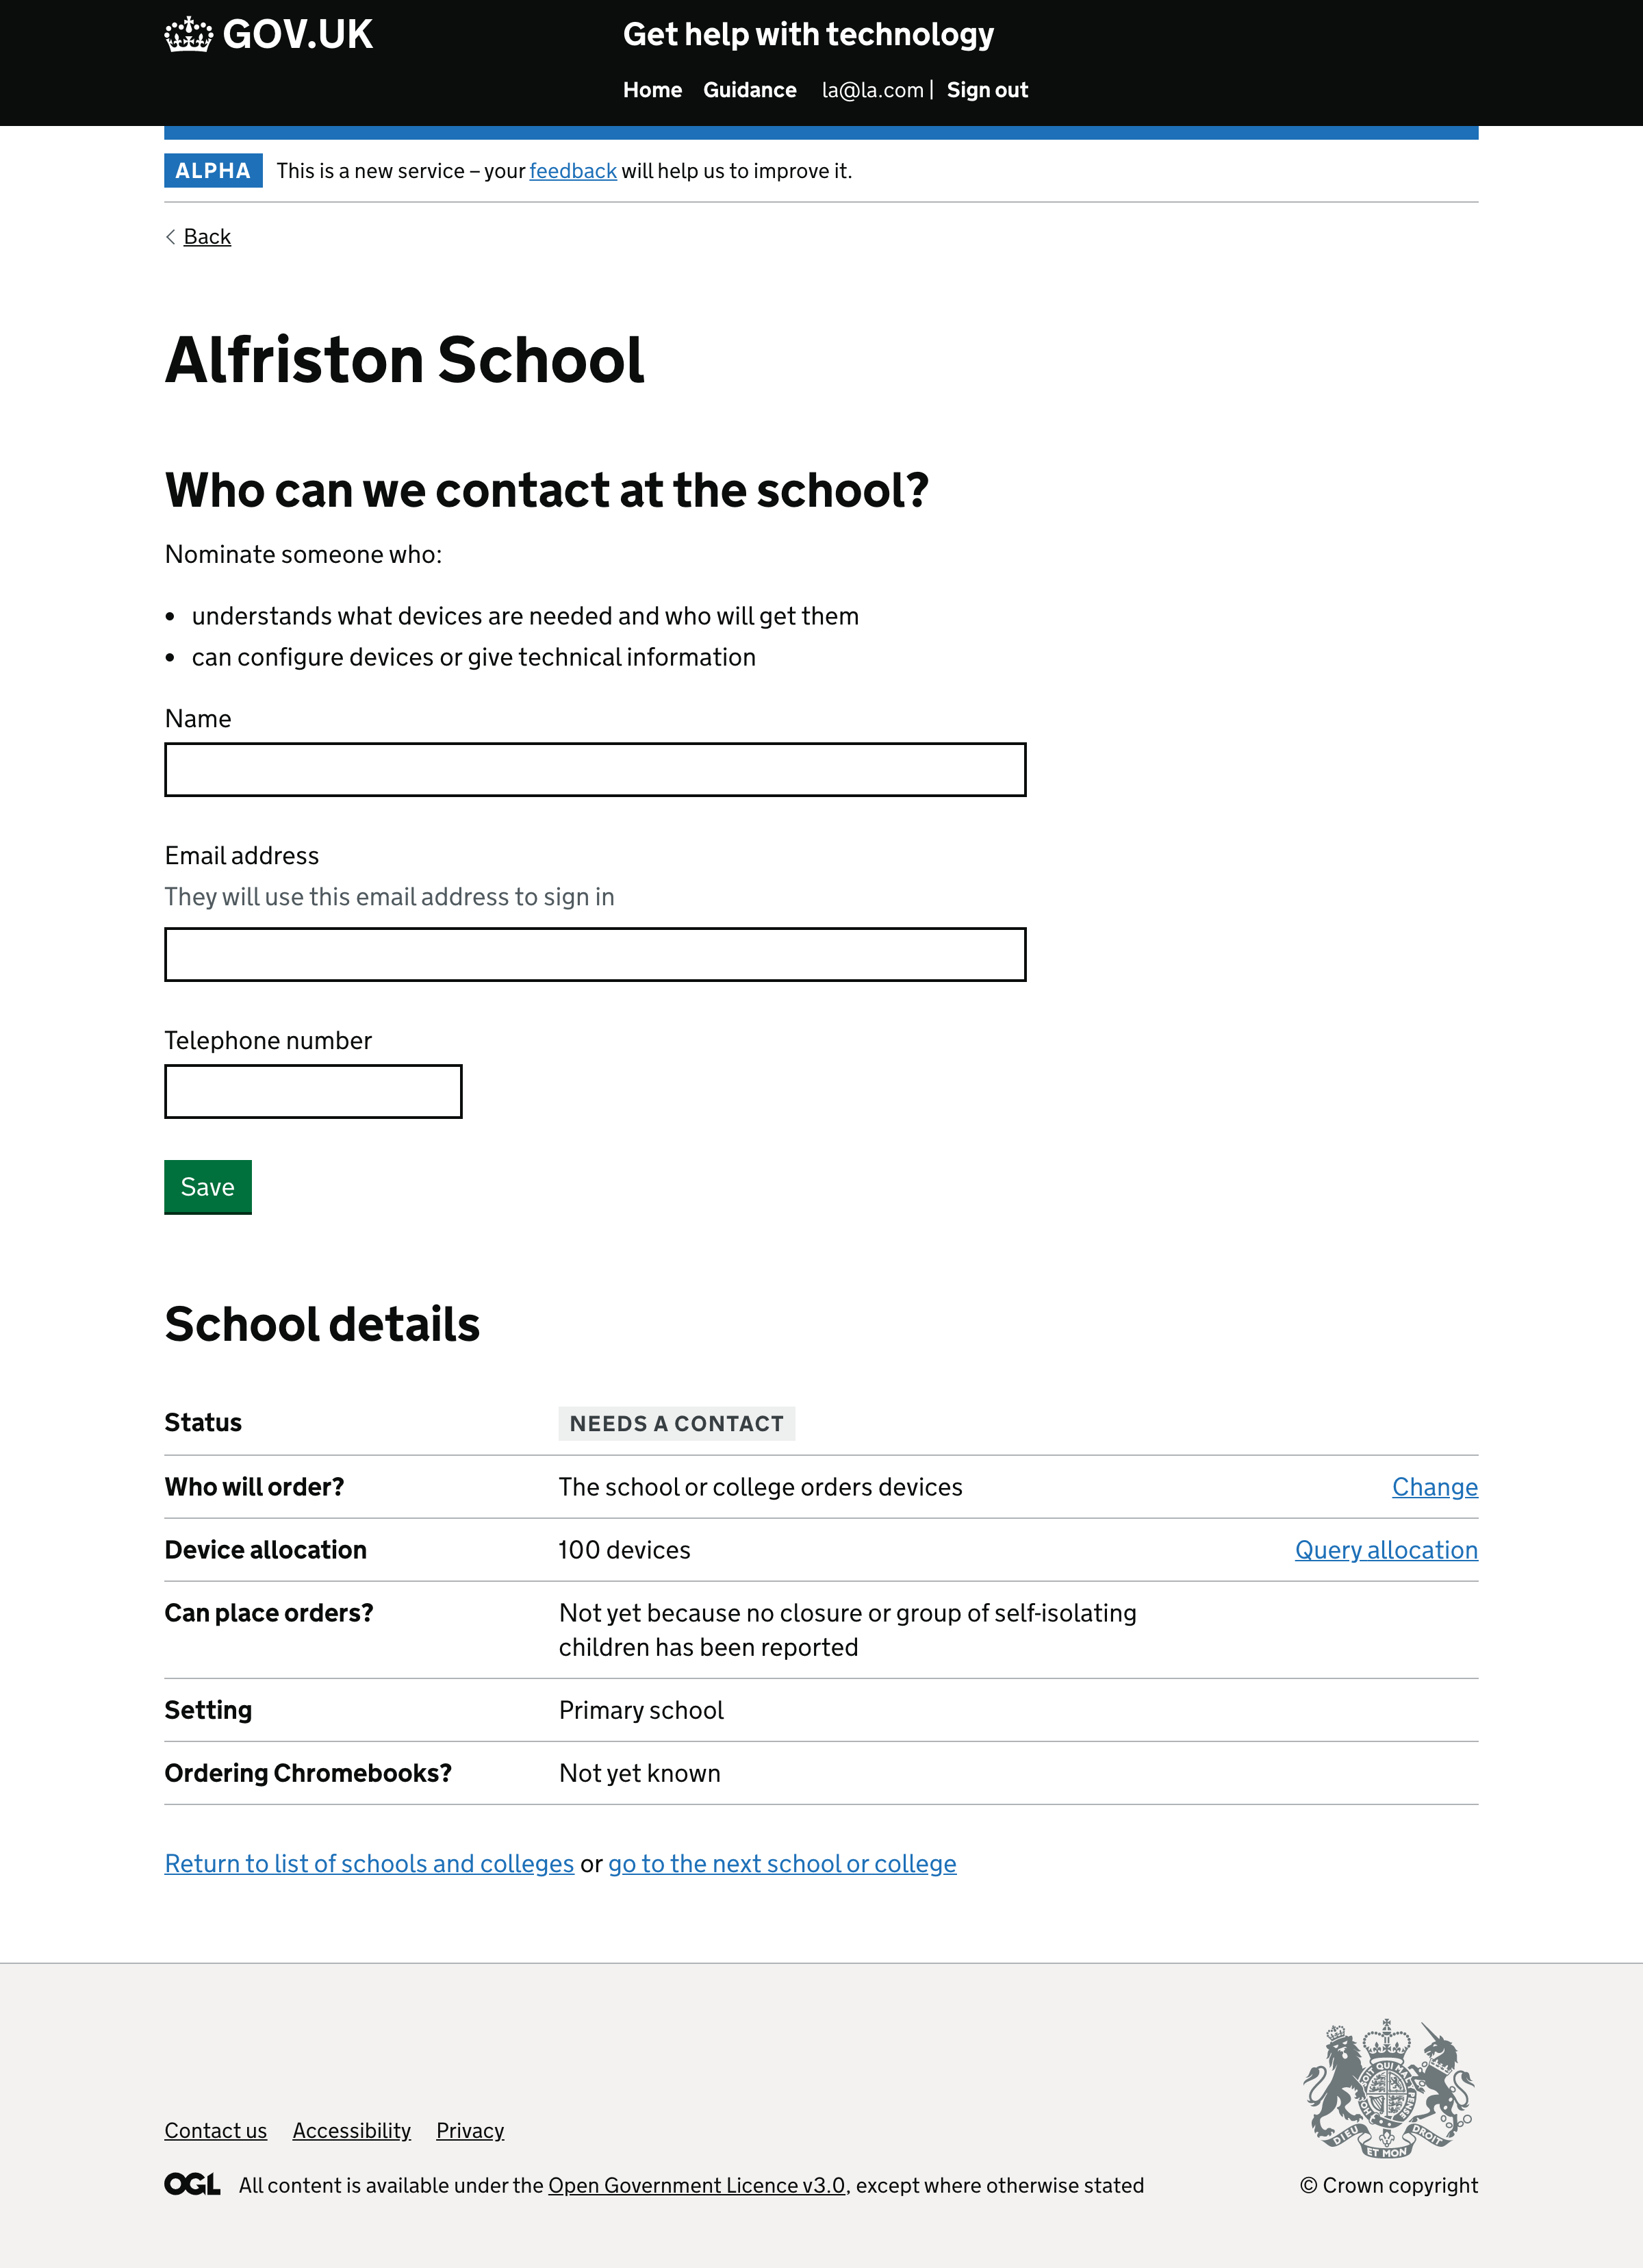 GOV.UK
Get help with technology
Home Guidance la@la.com | Sign out
ALPHA This is a new service – your feedback will help us to improve it.
Back
Alfriston School
Who can we contact at the school?
Nominate someone who:
• understands what devices are needed and who will get them
• can configure devices or give technical information
Name
Email address
They will use this email address to sign in
Telephone number
Save
School details
Status NEEDS A CONTACT
Who will order? The school or college orders devices Change
Device allocation 100 devices Query allocation
Can place orders? Not yet because no closure or group of self-isolating
children has been reported
Setting Primary school
Ordering Chromebooks? Not yet known
Return to list of schools and colleges or go to the next school or college
DIEU ET MON DROIT
Contact us Accessibility Privacy
OGL All content is available under the Open Government Licence v3.0, except where otherwise stated
© Crown copyright